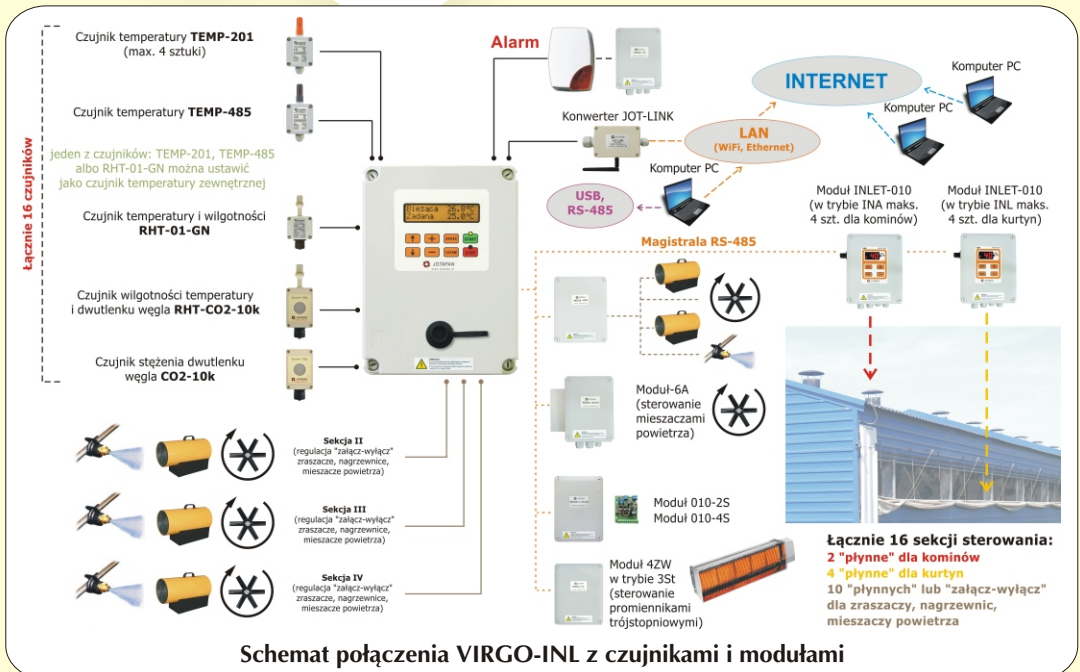 Czujnik temperatury TEMP-201
(max. 4 sztuki)
Czujnik temperatury TEMP-485
jeden z czujników: TEMP-201, TEMP-485
albo RHT-01-GN można ustawić
jako czujnik temperatury zewnętrznej
Czujnik temperatury i wilgotności
RHT-01-GN
Czujnik wilgotności temperatury
i dwutlenku węgla RHT-CO2-10k
Czujnik stężenia dwutlenku
węgla CO2-10k
Łącznie 16 czujników
Bieżąca 26.8°C
Zadana 25.0°C
JOTAFAN
Alarm
Konwerter JOT-LINK
INTERNET
Komputer PC
Komputer PC
LAN
(WiFi, Ethernet)
Komputer PC
USB,
RS-485
Magistrala RS-485
Moduł INLET-010
(w trybie INA maks.
4 szt. dla kominów)
Moduł INLET-010
(w trybie INL maks.
4 szt. dla kurtyn)
Moduł-6A
(sterowanie
mieszaczami
powietrza)
Moduł 010-2S
Moduł 010-4S
Moduł 4ZW
w trybie 3St
(sterowanie
promiennikami
trójstopniowymi)
Sekcja II
(regulacja "załącz-wyłącz"
zraszacze, nagrzewnice,
mieszacze powietrza)
Sekcja III
(regulacja "załącz-wyłącz"
zraszacze, nagrzewnice,
mieszacze powietrza)
Sekcja IV
(regulacja "załącz-wyłącz"
zraszacze, nagrzewnice,
mieszacze powietrza)
Łącznie 16 sekcji sterowania:
2 "płynne" dla kominów
4 "płynne" dla kurtyn
10 "płynnych" lub "załącz-wyłącz"
dla zraszaczy, nagrzewnic,
mieszaczy powietrza
Schemat połączenia VIRGO-INL z czujnikami i modułami